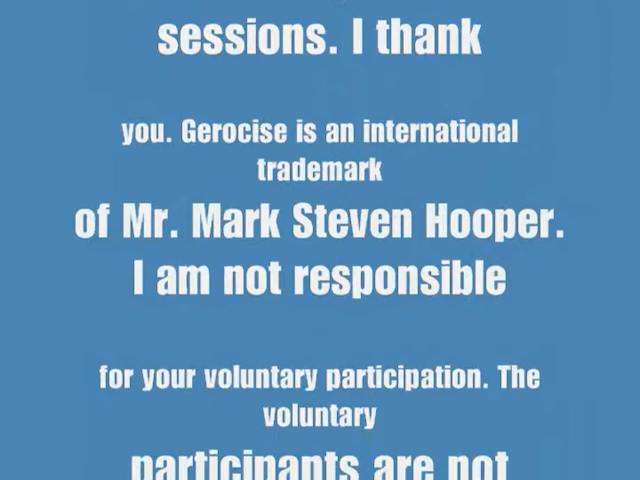 sessions. I thank
you. Gerocise is an international
trademark
of Mr. Mark Steven Hooper.
I am not responsible
for your voluntary participation. The
voluntary
participants are not